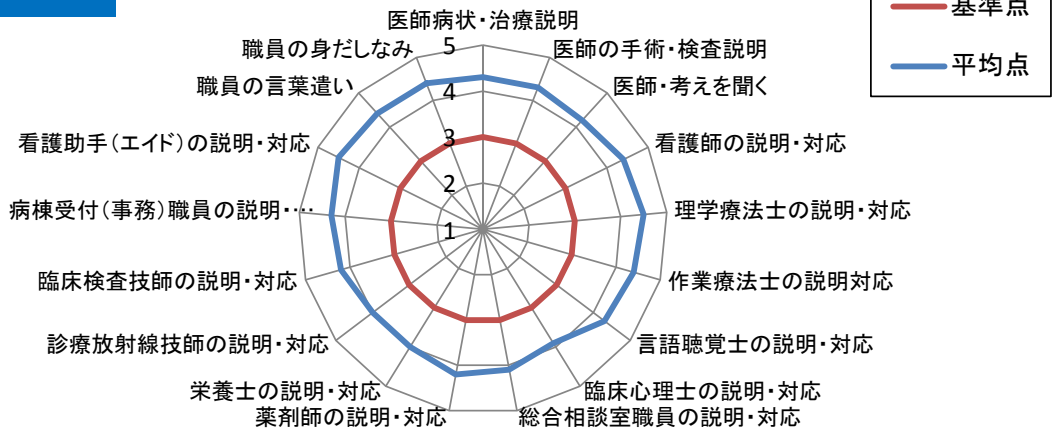 基準点
平均点
医師病状・治療説明
医師の手術・検査説明
医師・考えを聞く
看護師の説明・対応
理学療法士の説明・対応
作業療法士の説明対応
言語聴覚士の説明・対応
臨床心理士の説明・対応
総合相談室職員の説明・対応
薬剤師の説明・対応
栄養士の説明・対応
診療放射線技師の説明・対応
臨床検査技師の説明・対応
病棟受付(事務)職員の説明・…
看護助手(エイド)の説明・対応
職員の言葉遣い
職員の身だしなみ
5
4
3
2
1